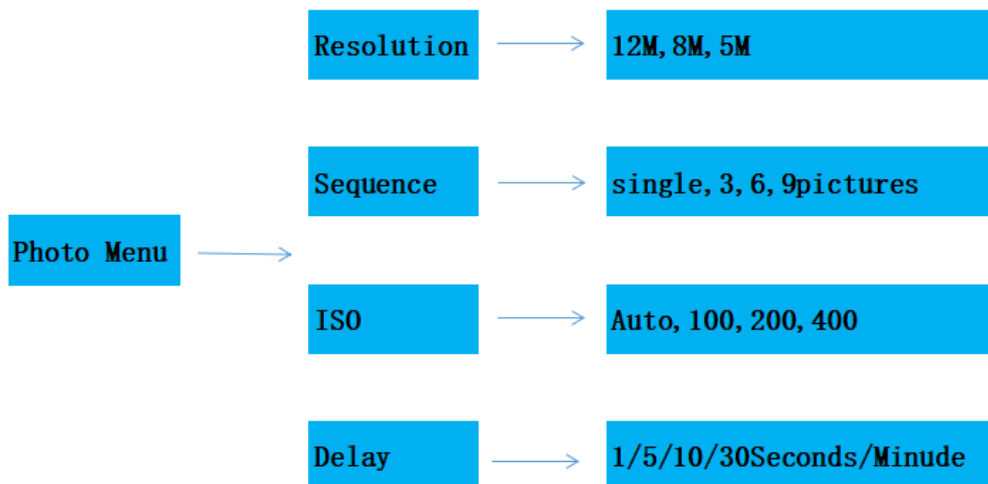 Resolution
12M,8M,5M
Sequence
single,3,6,9pictures
Photo Menu
ISO
Auto,100,200,400
Delay
1/5/10/30Seconds/Minude